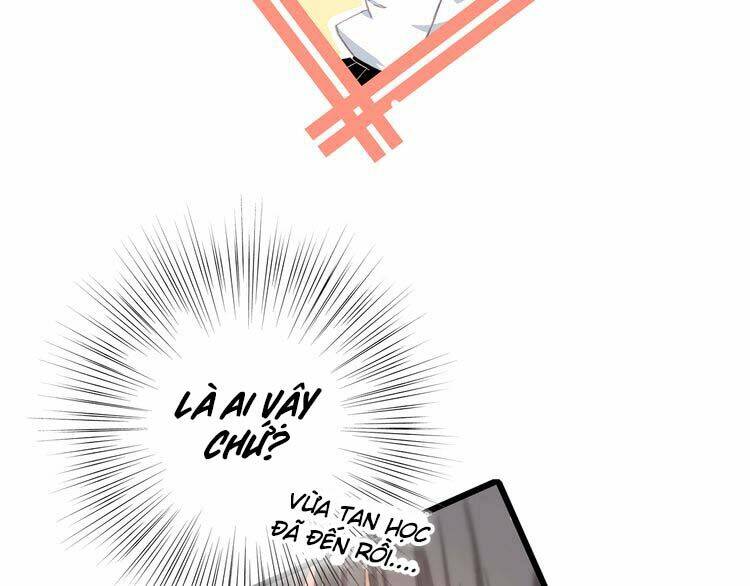 LÀ AI VẬY
CHỨ?
VỪA TAN HỌC
ĐÃ ĐẾN RỒI....